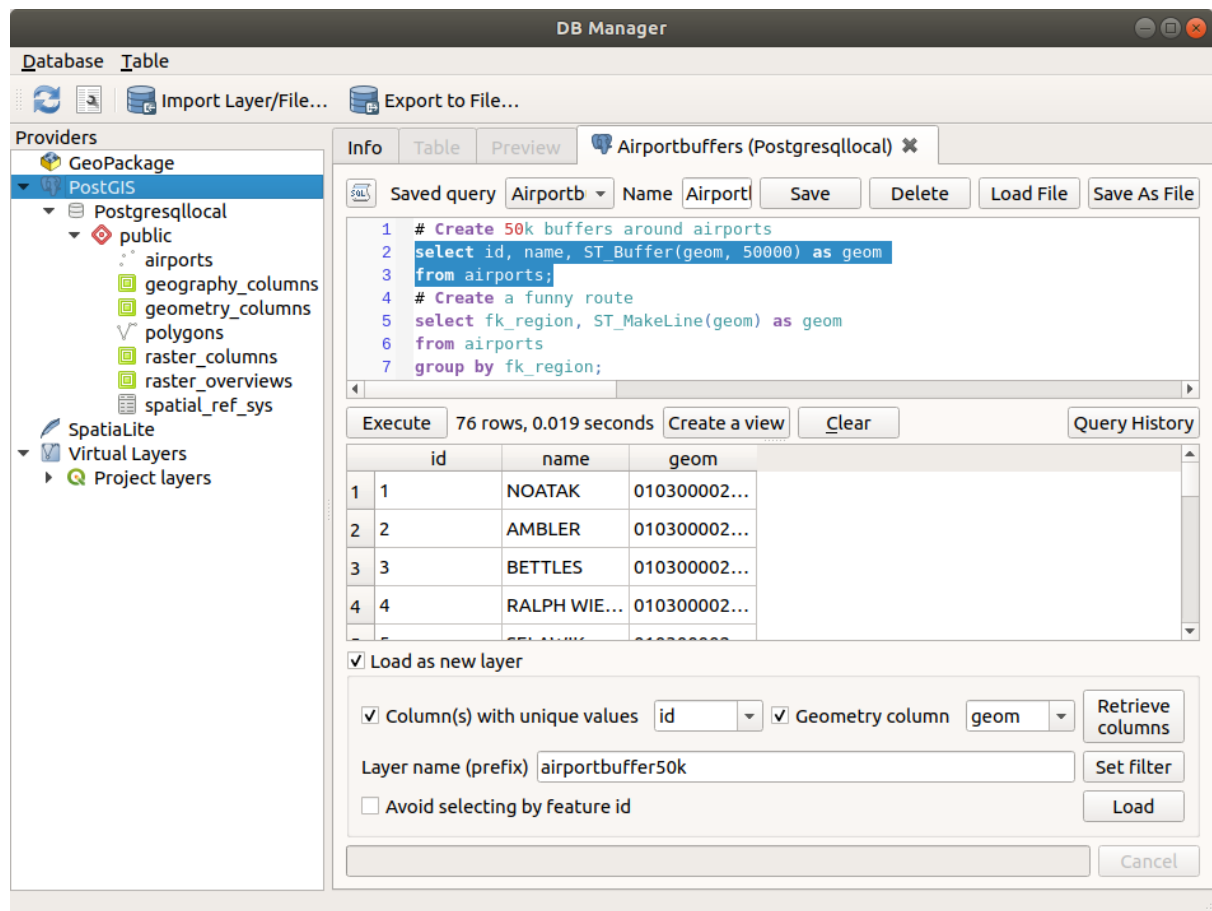 DB Manager
Database Table
Import Layer/File... Export to File...
Providers
GeoPackage
PostGIS
Postgresqllocal
public
airports
geography_columns
geometry_columns
polygons
raster_columns
raster_overviews
spatial_ref_sys
SpatiaLite
Virtual Layers
Project layers
Info Table Preview Airportbuffers (Postgresqllocal)
SQL Saved query Airportb Name Airportl Save Delete Load File Save As File
1 # Create 50k buffers around airports
2 select id, name, ST_Buffer(geom, 50000) as geom
3 from airports;
4 # Create a funny route
5 select fk_region, ST_MakeLine(geom) as geom
6 from airports
7 group by fk_region;
Execute 76 rows, 0.019 seconds Create a view Clear Query History
id name geom
1 1 NOATAK 010300002...
2 2 AMBLER 010300002...
3 3 BETTLES 010300002...
4 4 RALPH WIE... 010300002...
Load as new layer
Column(s) with unique values id Geometry column geom Retrieve columns
Layer name (prefix) airportbuffer50k Set filter
Avoid selecting by feature id Load
Cancel